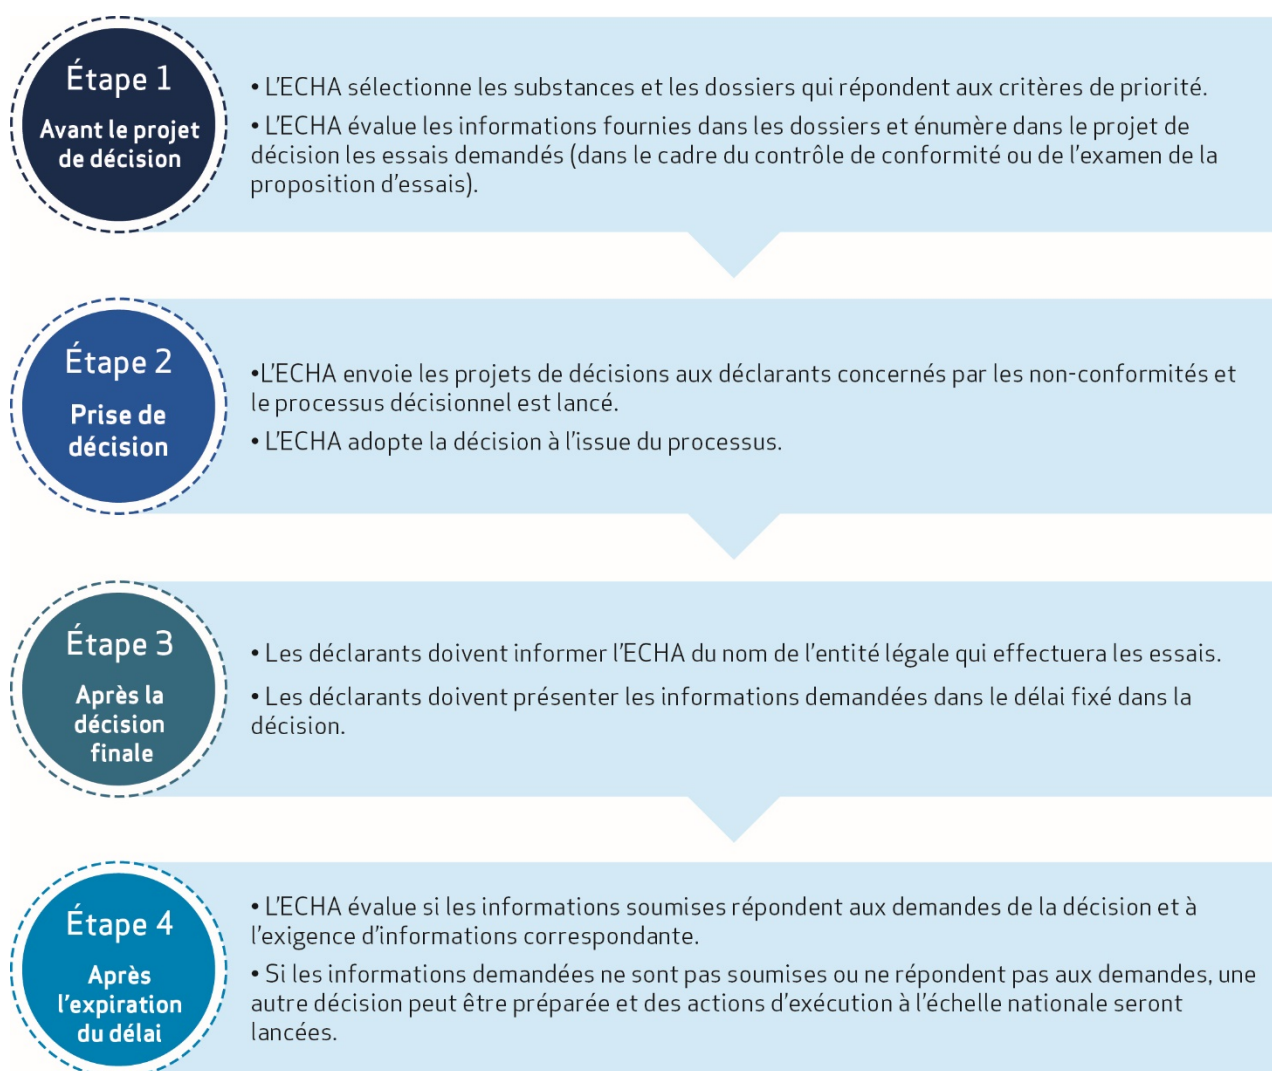 Étape 1
Avant le projet
de décision
• L’ECHA sélectionne les substances et les dossiers qui répondent aux critères de priorité.
• L’ECHA évalue les informations fournies dans les dossiers et énumère dans le projet de
décision les essais demandés (dans le cadre du contrôle de conformité ou de l’examen de la
proposition d’essais).
Étape 2
Prise de
décision
•L’ECHA envoie les projets de décisions aux déclarants concernés par les non-conformités et
le processus décisionnel est lancé.
• L’ECHA adopte la décision à l’issue du processus.
Étape 3
Après la
décision
finale
• Les déclarants doivent informer l’ECHA du nom de l’entité légale qui effectuera les essais.
• Les déclarants doivent présenter les informations demandées dans le délai fixé dans la
décision.
Étape 4
Après
l’expiration
du délai
• L’ECHA évalue si les informations soumises répondent aux demandes de la décision et à
l’exigence d’informations correspondante.
• Si les informations demandées ne sont pas soumises ou ne répondent pas aux demandes, une
autre décision peut être préparée et des actions d’exécution à l’échelle nationale seront
lancées.